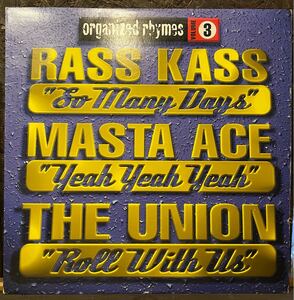 organized rhymes VOLUME 3
RASS KASS
"So Many Days"
MASTA ACE
"Yeah Yeah Yeah"
THE UNION
"Roll With Us"